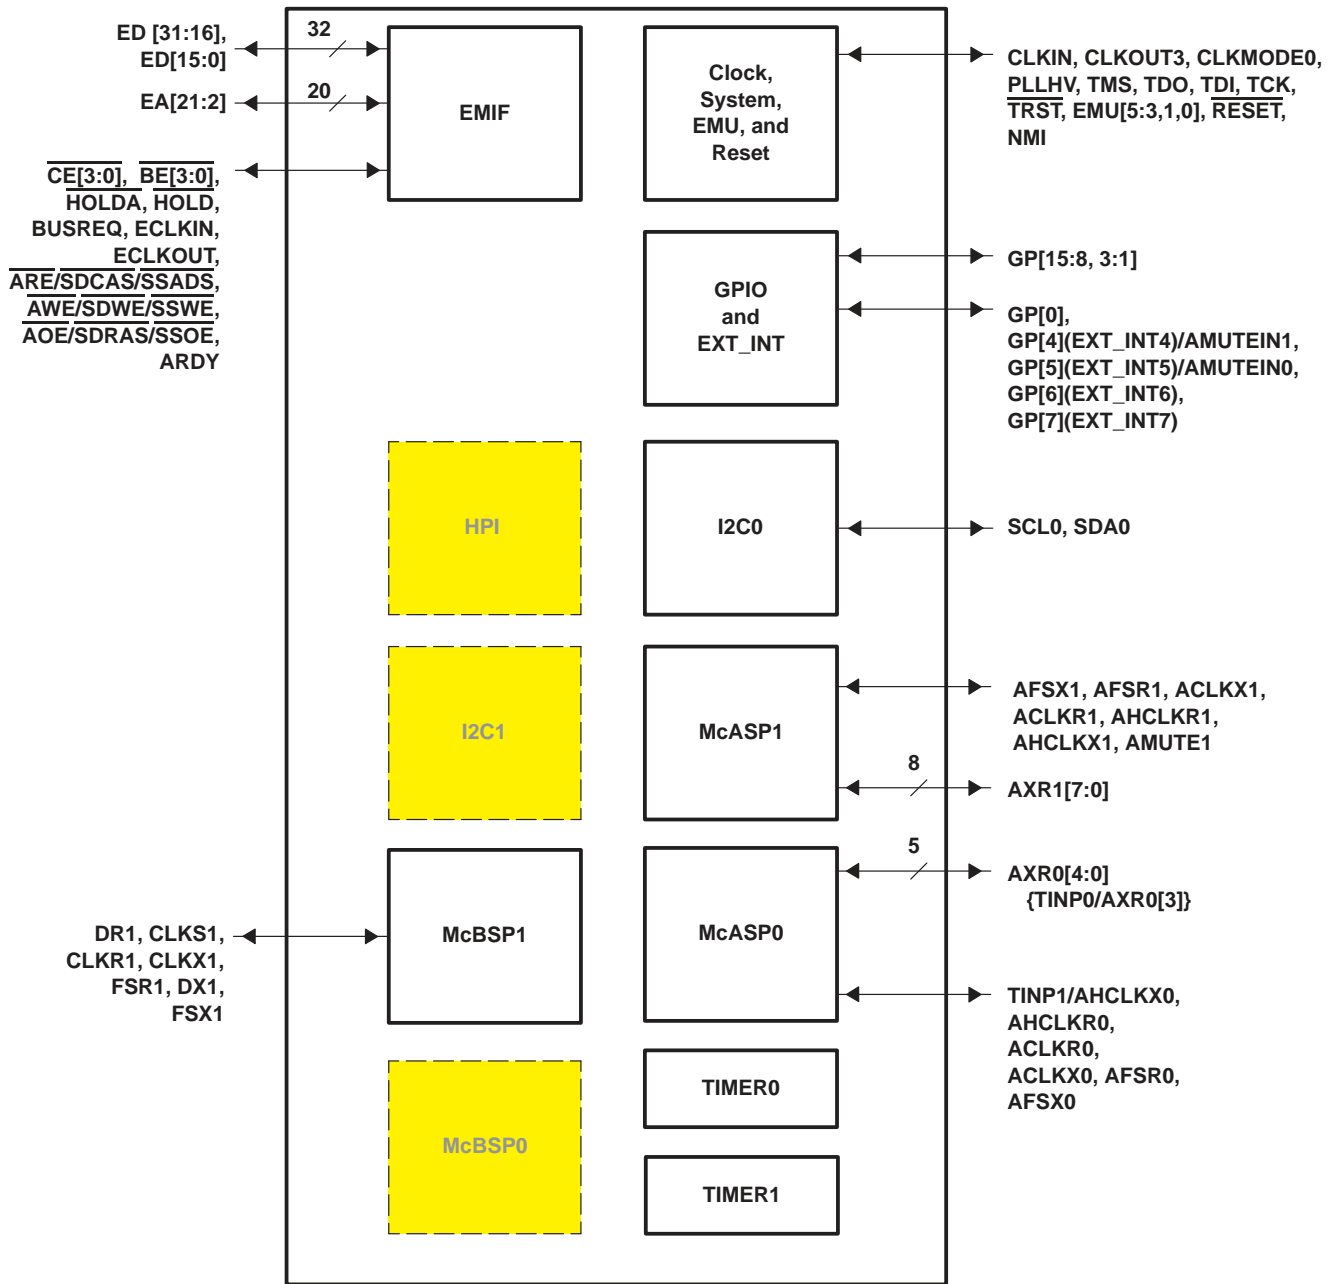 ED [31:16],
ED[15:0]
32
EA[21:2]
20
EMIF
CE[3:0], BE[3:0],
HOLDA, HOLD,
BUSREQ, ECLKIN,
ECLKOUT,
ARE/SDCAS/SSADS,
AWE/SDWE/SSWE,
AOE/SDRAS/SSOE,
ARDY
Clock,
System,
EMU, and
Reset
CLKIN, CLKOUT3, CLKMODE0,
PLLHV, TMS, TDO, TDI, TCK,
TRST, EMU[5:3,1,0], RESET,
NMI
GPIO
and
EXT_INT
GP[15:8, 3:1]
GP[0],
GP[4](EXT_INT4)/AMUTEIN1,
GP[5](EXT_INT5)/AMUTEIN0,
GP[6](EXT_INT6),
GP[7](EXT_INT7)
HPI
I2C0
SCL0, SDA0
I2C1
McASP1
AFSX1, AFSR1, ACLKX1,
ACLKR1, AHCLKR1,
AHCLKX1, AMUTE1
8
AXR1[7:0]
DR1, CLKS1,
CLKR1, CLKX1,
FSR1, DX1,
FSX1
McBSP1
McASP0
5
AXR0[4:0]
{TINP0/AXR0[3]}
TINP1/AHCLKX0,
AHCLKR0,
ACLKR0,
ACLKX0, AFSR0,
AFSX0
McBSP0
TIMER0
TIMER1